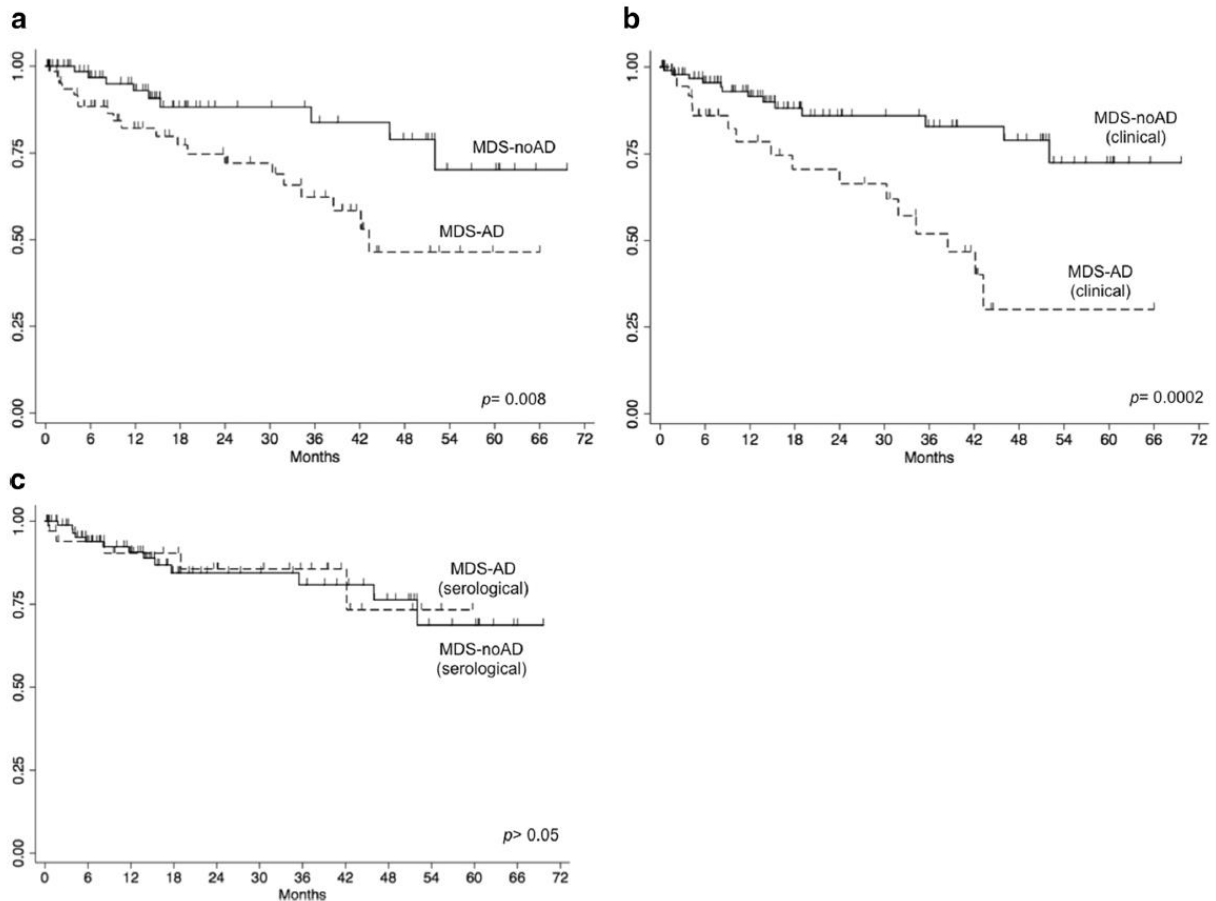 a
1.00
0.75
0.50
0.25
0.00
MDS-noAD
MDS-AD
p= 0.008
0 6 12 18 24 30 36 42 48 54 60 66 72
Months
b
1.00
0.75
0.50
0.25
0.00
MDS-noAD
(clinical)
MDS-AD
(clinical)
p= 0.0002
0 6 12 18 24 30 36 42 48 54 60 66 72
Months
c
1.00
0.75
0.50
0.25
0.00
MDS-AD
(serological)
MDS-noAD
(serological)
p> 0.05
0 6 12 18 24 30 36 42 48 54 60 66 72
Months